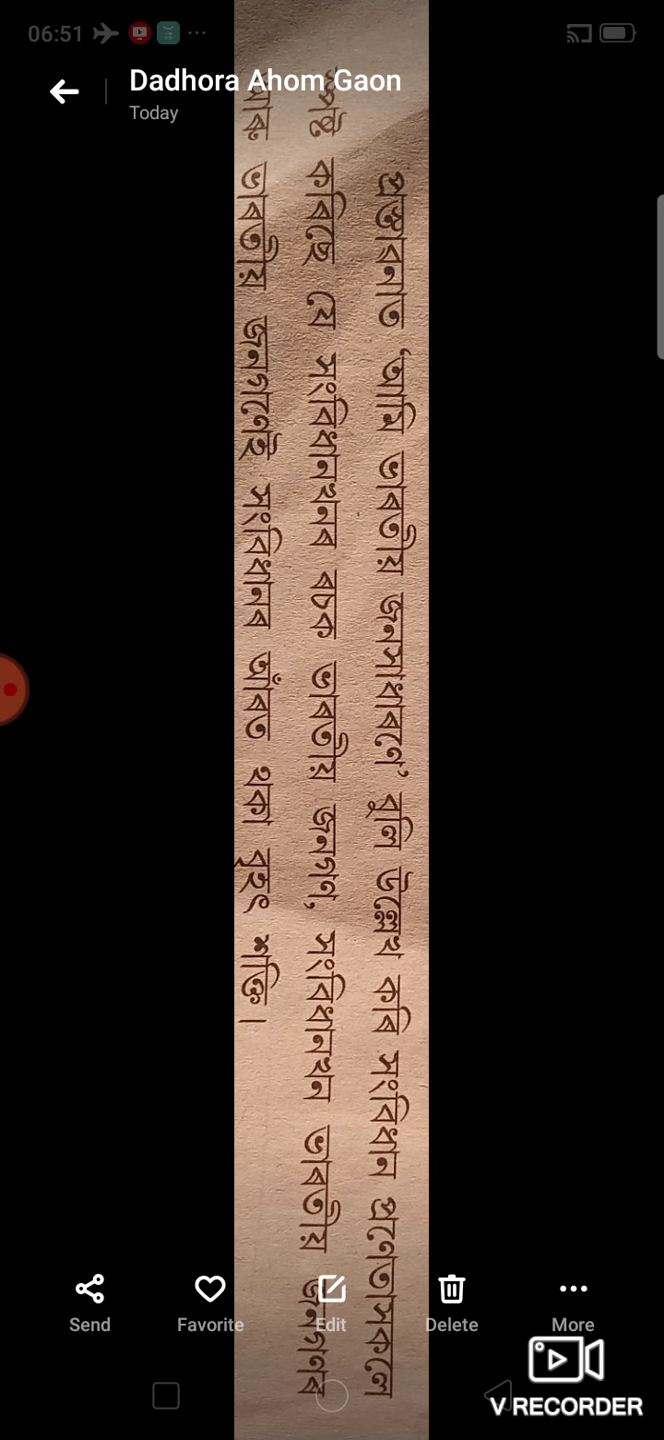 06:51
Dadhora Ahom Gaon
Today
প্ৰস্তাৱনাত ‘আমি ভাৰতীয় জনসাধাৰণে’ বুলি উল্লেখ কৰি সংবিধান প্ৰণেতাসকলে
স্পষ্ট কৰিছে যে সংবিধানখনৰ ৰচক ভাৰতীয় জনগণ, সংবিধানখন ভাৰতীয় জনগণৰ
ভাৰতীয় জনগণেই সংবিধানৰ আঁৰত থকা বৃহৎ শক্তি।
Send Favorite Edit Delete More
V RECORDER